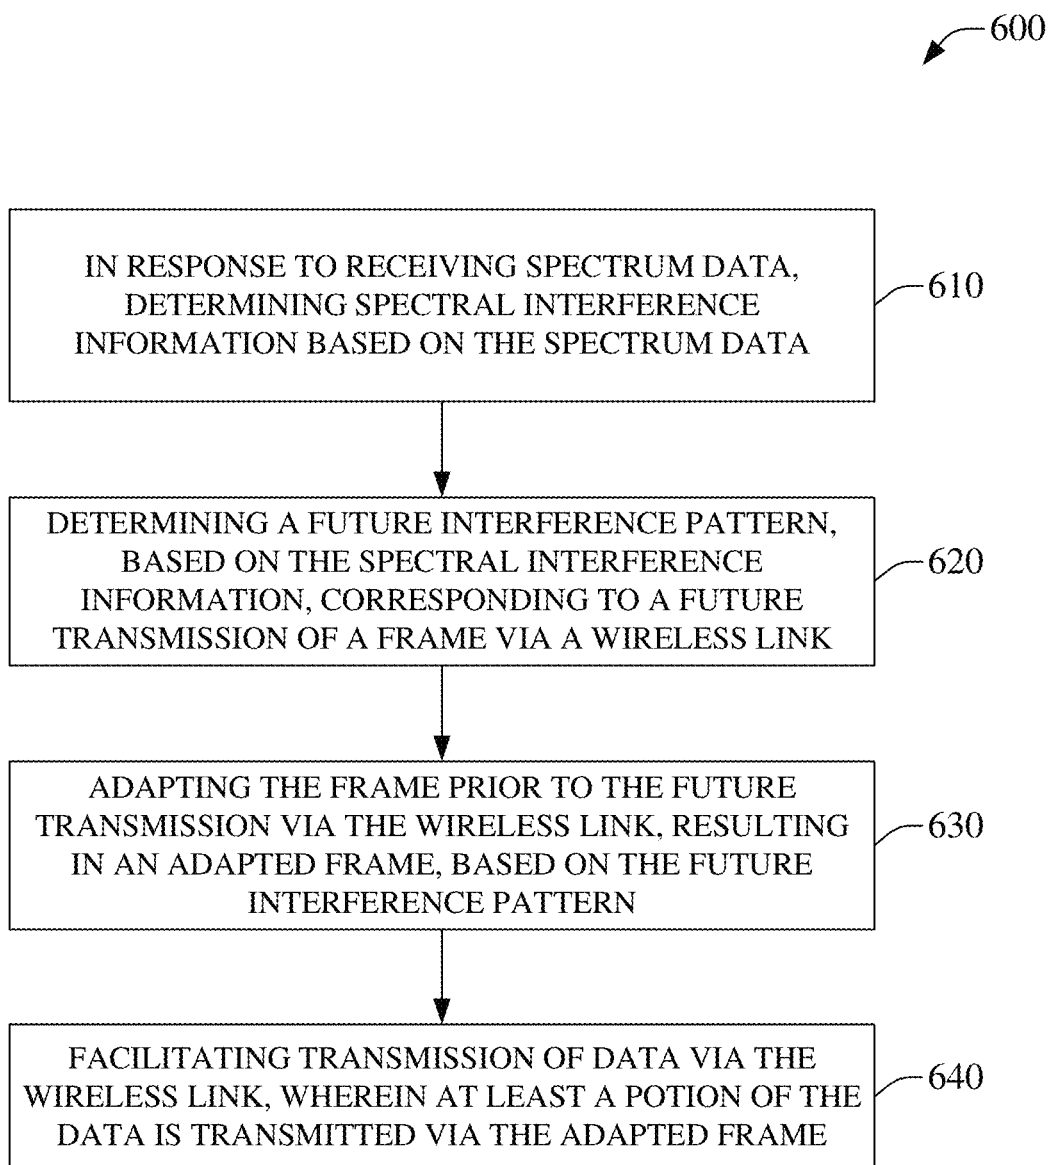 600
IN RESPONSE TO RECEIVING SPECTRUM DATA,
DETERMINING SPECTRAL INTERFERENCE
INFORMATION BASED ON THE SPECTRUM DATA
610
DETERMINING A FUTURE INTERFERENCE PATTERN,
BASED ON THE SPECTRAL INTERFERENCE
INFORMATION, CORRESPONDING TO A FUTURE
TRANSMISSION OF A FRAME VIA A WIRELESS LINK
620
ADAPTING THE FRAME PRIOR TO THE FUTURE
TRANSMISSION VIA THE WIRELESS LINK, RESULTING
IN AN ADAPTED FRAME, BASED ON THE FUTURE
INTERFERENCE PATTERN
630
FACILITATING TRANSMISSION OF DATA VIA THE
WIRELESS LINK, WHEREIN AT LEAST A POTION OF THE
DATA IS TRANSMITTED VIA THE ADAPTED FRAME
640